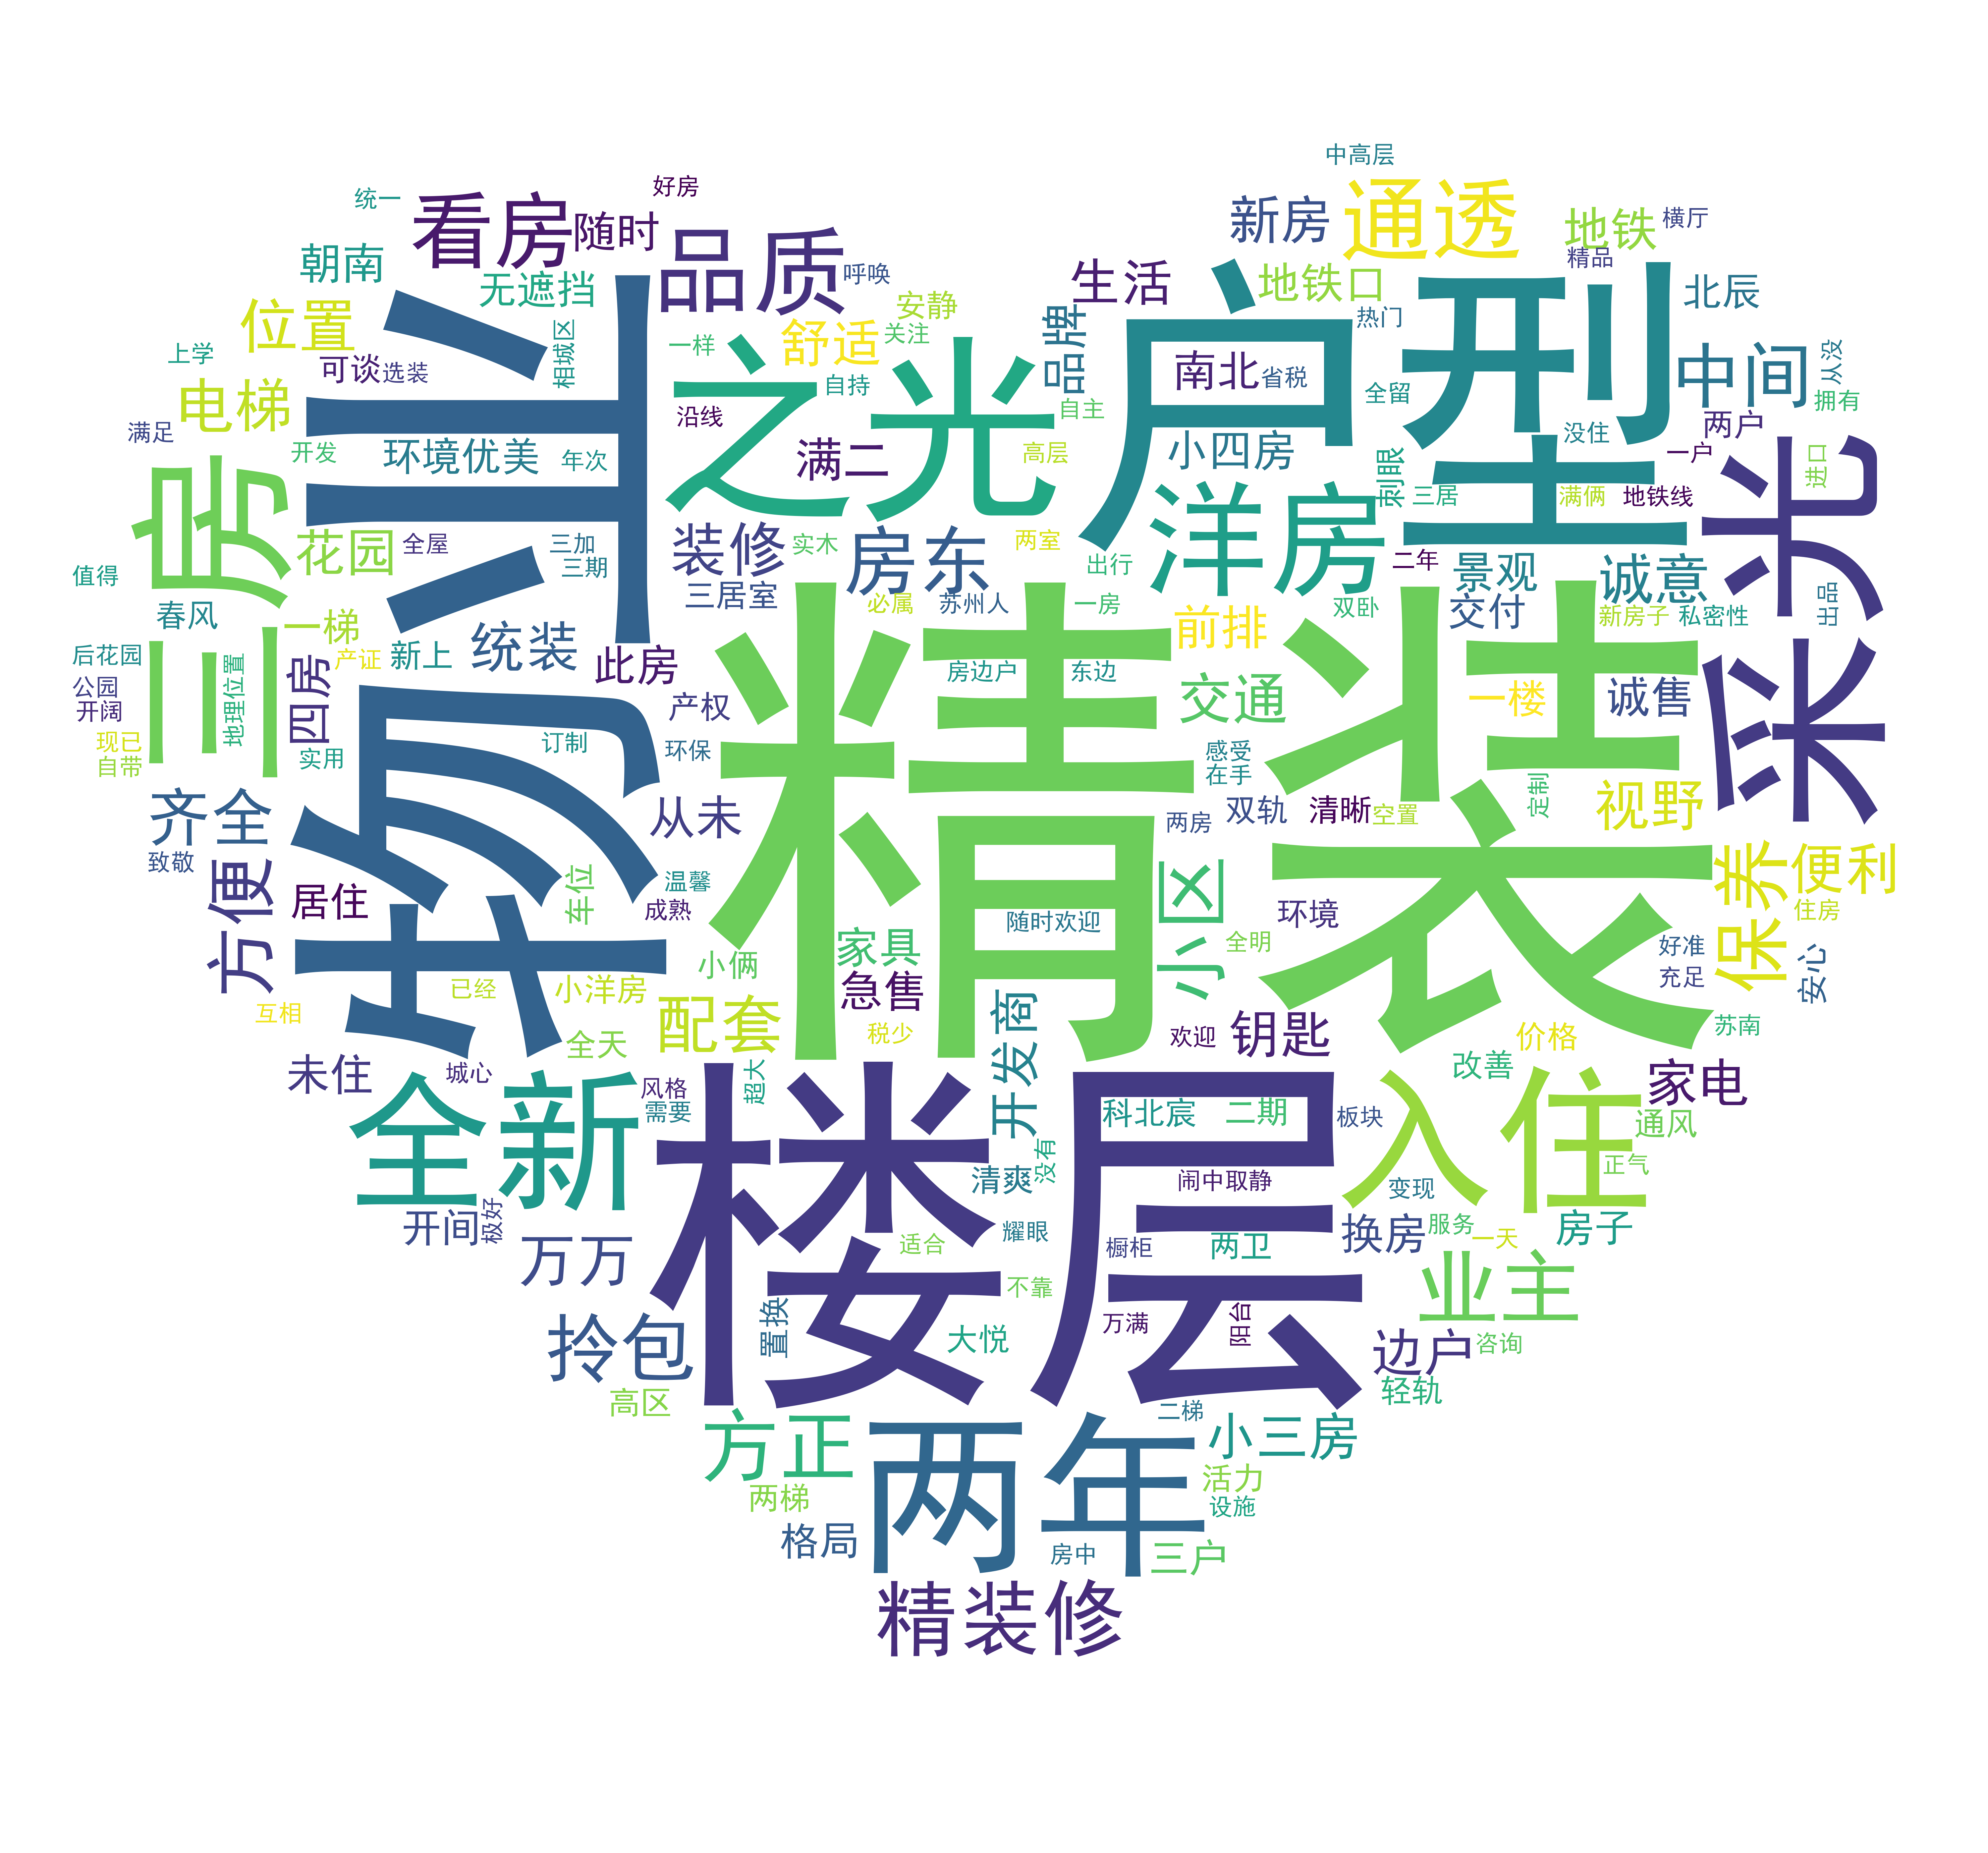 中高层
好房
统一
看房
随时
新房
通透
地铁
横厅
品质
精品
朝南
无遮挡
呼唤
生活
地铁口
北辰
位置
安静
品牌
热门
上学
可谈
选装
相城区
一样
舒适
关注
户型
南北
省税
中间
从没
电梯
自持
全留
拥有
沿线
之光
自主
两户
满足
开发
环境优美
年次
满二
高层
小四房
没住
一户
进口
物业
刺眼
三居
满俩
地铁线
采光
三房
花园
全屋
三加
三期
装修
实木
房东
两室
出行
洋房
二年
景观
诚意
值得
春风
一梯
三居室
必属
苏州人
一房
双卧
交付
新房子
私密性
出品
前排
后花园
公园
开阔
地理位置
四房
产证
新上
统装
此房
房边户
东边
产权
交通
一楼
诚售
现已
自带
实用
订制
环保
感受
在手
精装
齐全
从未
两房
双轨
清晰
空置
定制
视野
致敬
方便
居住
车位
温馨
成熟
随时欢迎
小区
环境
全明
保养
便利
住房
好准
充足
安心
互相
已经
小洋房
小俩
家具
急售
配套
税少
开发商
欢迎
钥匙
价格
苏南
未住
城心
全天
改善
家电
全新
风格
需要
超大
楼层
科北宸
二期
板块
入住
通风
没有
清爽
闹中取静
变现
正气
开间
极好
万万
适合
耀眼
橱柜
两卫
换房
服务
一天
房子
不靠
业主
拎包
置换
大悦
万满
阳台
边户
咨询
高区
轻轨
方正
两年
二梯
小三房
两梯
活力
设施
格局
房中
三户
精装修